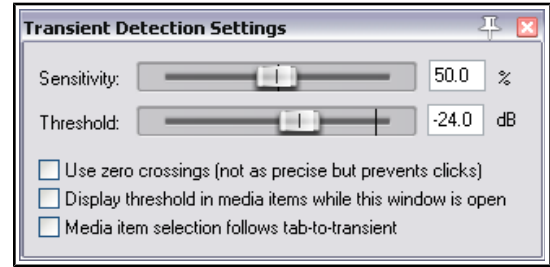 Transient Detection Settings
Sensitivity: 50.0 %
Threshold: -24.0 dB
Use zero crossings (not as precise but prevents clicks)
Display threshold in media items while this window is open
Media item selection follows tab-to-transient